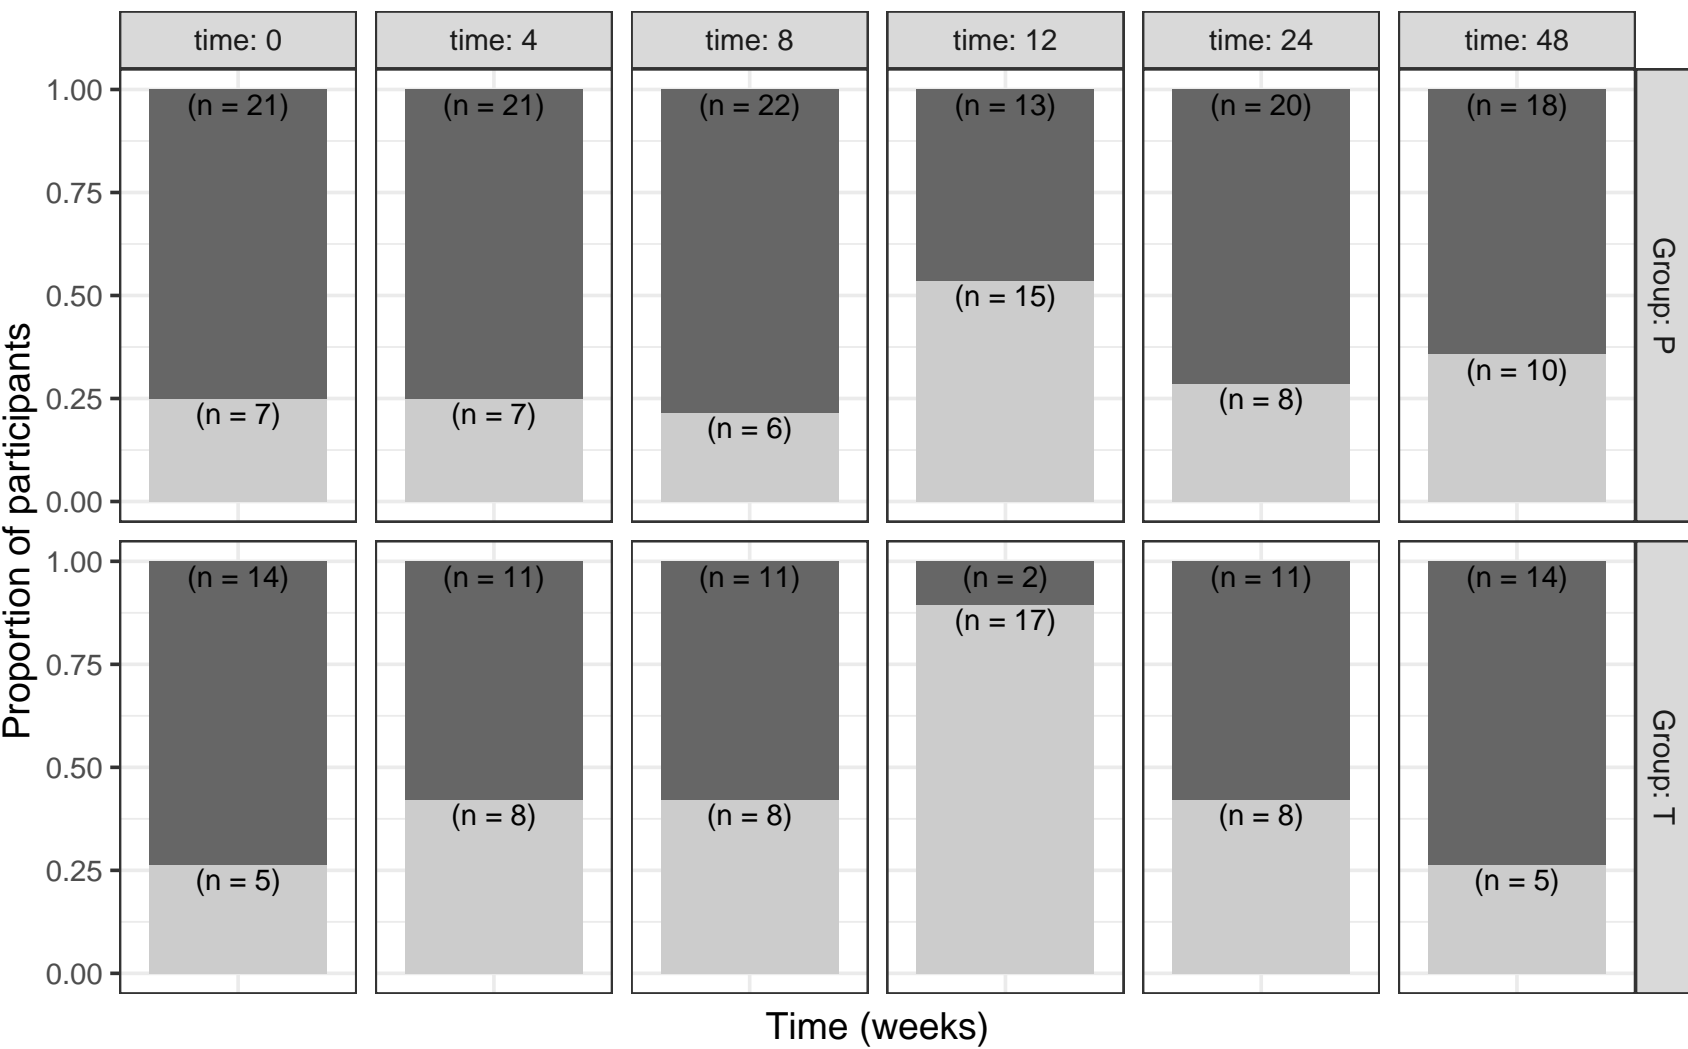 time: 0 time: 4 time: 8 time: 12 time: 24 time: 48
1.00 (n = 21) (n = 21) (n = 22) (n = 13) (n = 20) (n = 18)
0.75
0.50 (n = 15)
(n = 10)
0.25 (n = 7) (n = 7) (n = 6) (n = 8)
0.00
Group: P
1.00 (n = 14) (n = 11) (n = 11) (n = 2) (n = 11) (n = 14)
(n = 17)
0.75
0.50
(n = 8) (n = 8) (n = 8)
0.25 (n = 5) (n = 5)
0.00
Group: T
Proportion of participants
Time (weeks)